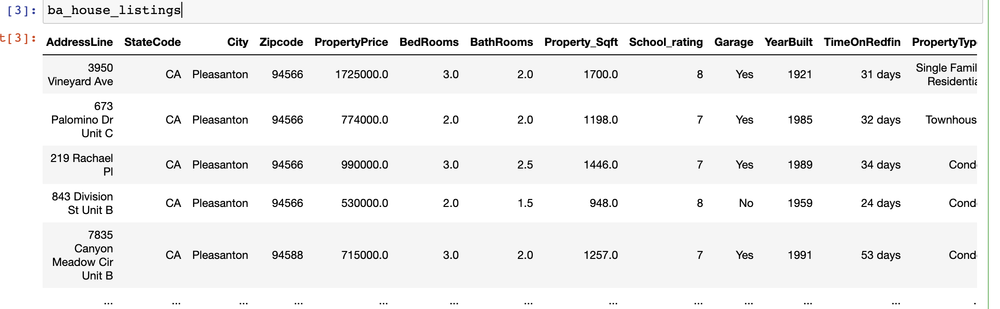 [3]: ba_house_listings
t[3]:
AddressLine StateCode City Zipcode PropertyPrice BedRooms BathRooms Property_Sqft School_rating Garage YearBuilt TimeOnRedfin PropertyTyp
3950
Vineyard Ave CA Pleasanton 94566 1725000.0 3.0 2.0 1700.0 8 Yes 1921 31 days Single Famil
Residentia
673
Palomino Dr CA Pleasanton 94566 774000.0 2.0 2.0 1198.0 7 Yes 1985 32 days Townhous
Unit C
219 Rachael CA Pleasanton 94566 990000.0 3.0 2.5 1446.0 7 Yes 1989 34 days Cond
Pl
843 Division CA Pleasanton 94566 530000.0 2.0 1.5 948.0 8 No 1959 24 days Cond
St Unit B
7835
Canyon CA Pleasanton 94588 715000.0 3.0 2.0 1257.0 7 Yes 1991 53 days Cond
Meadow Cir
Unit B
... ... ... ... ... ... ... ... ... ... ... ... .